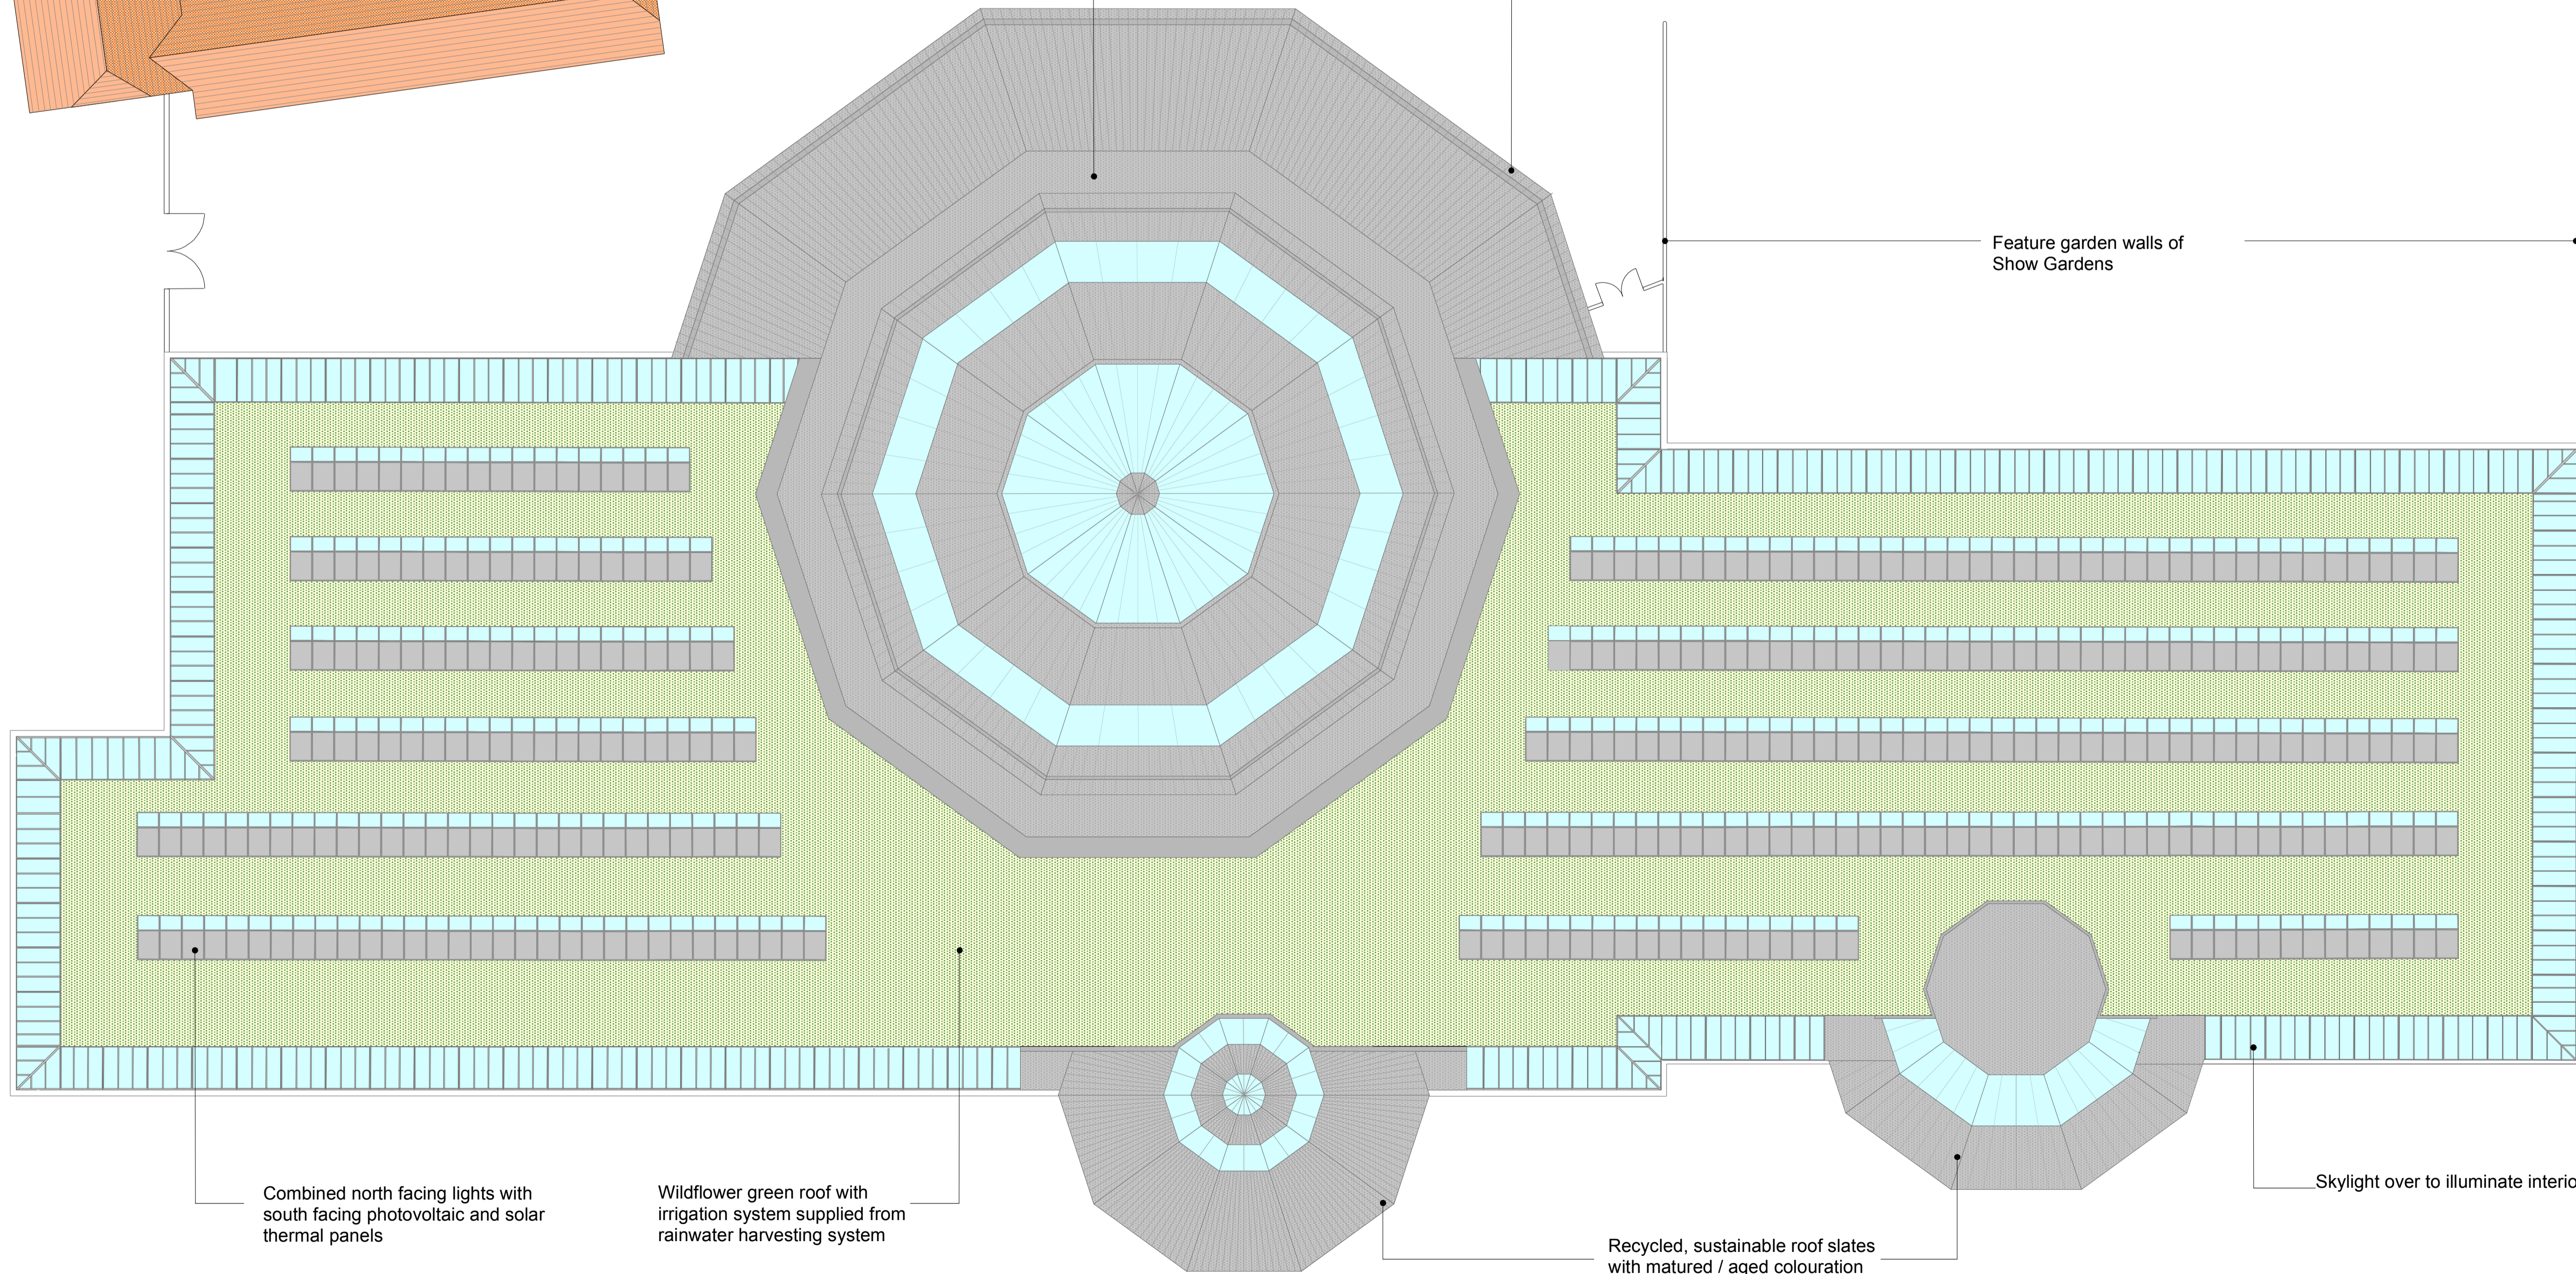 Feature garden walls of
Show Gardens
Combined north facing lights with
south facing photovoltaic and solar
thermal panels
Wildflower green roof with
irrigation system supplied from
rainwater harvesting system
Recycled, sustainable roof slates
with matured / aged colouration
Skylight over to illuminate